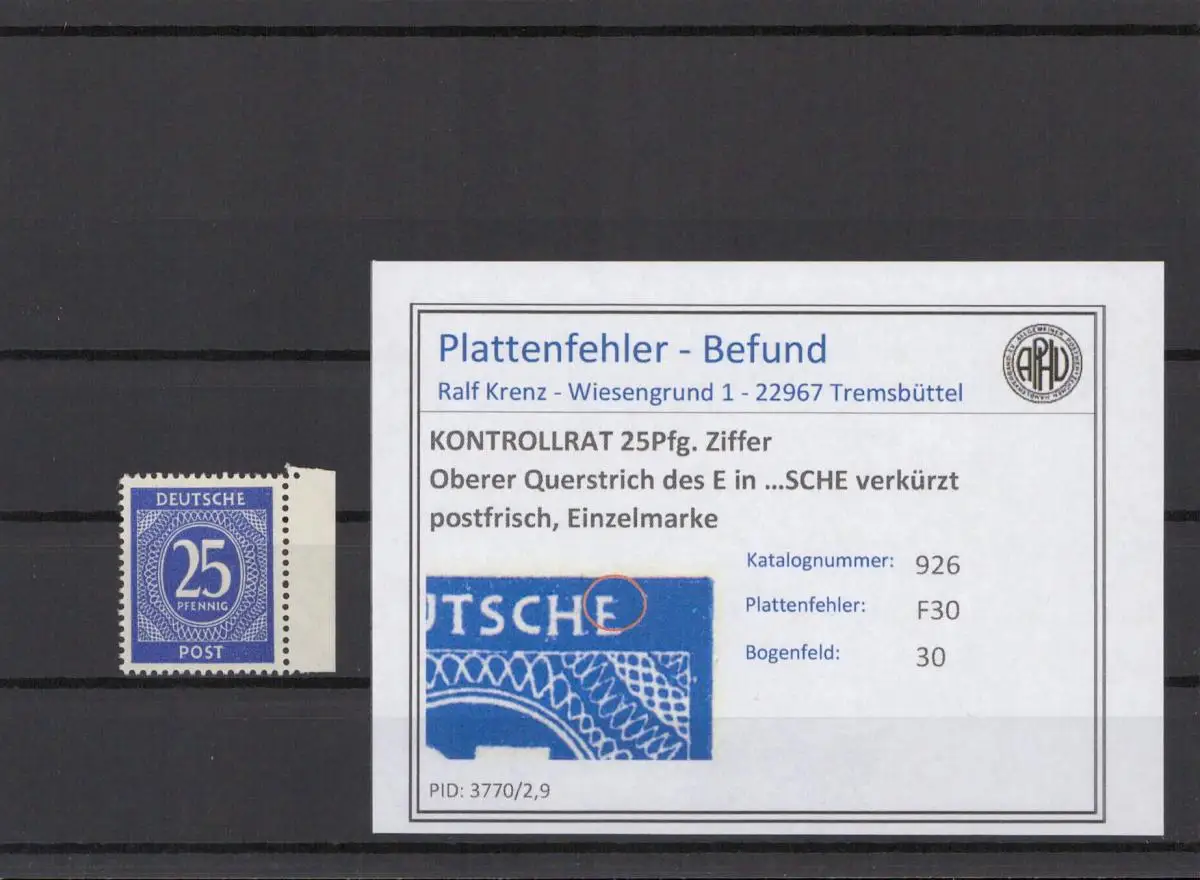 DEUTSCHE
25
PFENNIG
POST
Plattenfehler - Befund
Ralf Krenz - Wiesengrund 1 - 22967 Tremsbüttel
APHV
KONTROLLRAT 25Pfg. Ziffer
Oberer Querstrich des E in ...SCHE verkürzt
postfrisch, Einzelmarke
UTSCHE
Katalognummer: 926
Plattenfehler: F30
Bogenfeld: 30
PID: 3770/2,9